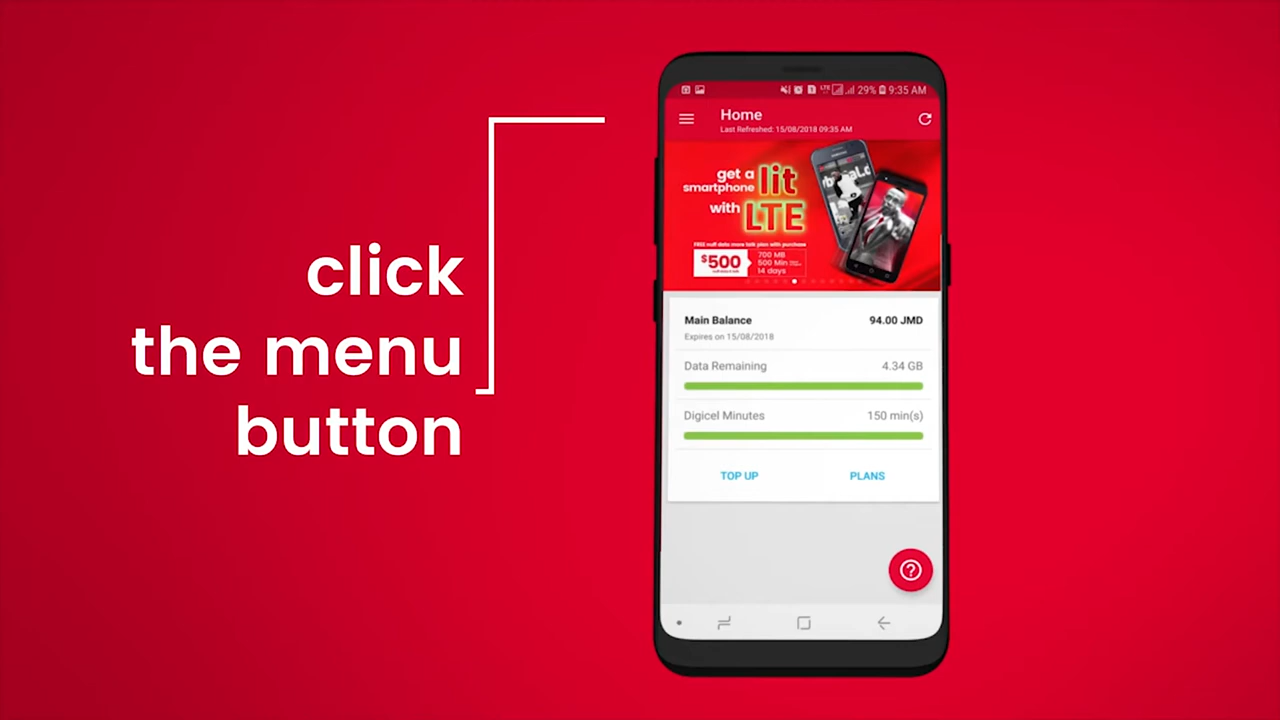 click
the menu
button
29% 9:35 AM
Home
Last Refreshed: 15/08/2018 09:35 AM
get a lit
smartphone
with LTE
$500
700 MB
500 Min
14 days
Main Balance 94.00 JMD
Expires on 15/08/2018
Data Remaining 4.34 GB
Digicel Minutes 150 min(s)
TOP UP PLANS